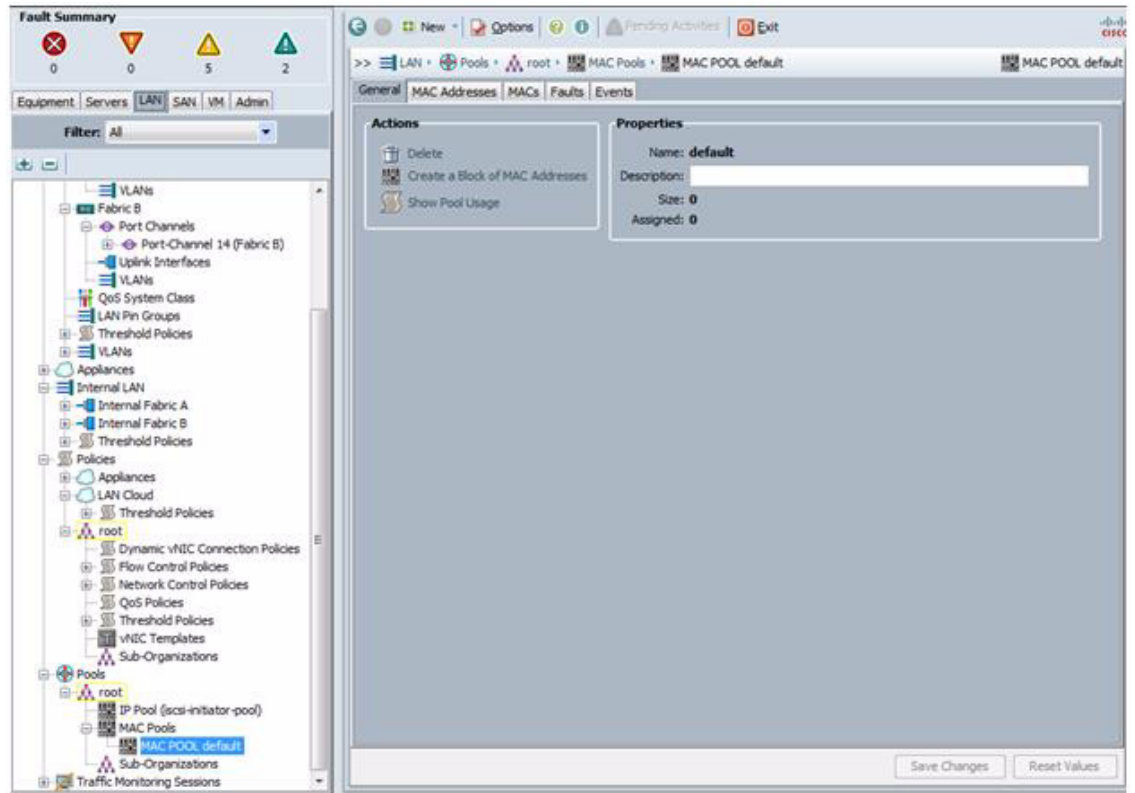 Fault Summary
0 0 5 2
Equipment Servers LAN SAN VM Admin
Filter: All
VLANs
Fabric B
Port Channels
Port-Channel 14 (Fabric B)
Uplink Interfaces
VLANs
QoS System Class
LAN Pin Groups
Threshold Policies
VLANs
Appliances
Internal LAN
Internal Fabric A
Internal Fabric B
Threshold Policies
Policies
Appliances
LAN Cloud
Threshold Policies
root
Dynamic vNIC Connection Policies
Flow Control Policies
Network Control Policies
QoS Policies
Threshold Policies
vNIC Templates
Sub-Organizations
Pools
root
IP Pool (iscsi-initiator-pool)
MAC Pools
MAC POOL default
Sub-Organizations
Traffic Monitoring Sessions
New Options Pending Activities Exit
CISCO
>> LAN Pools root MAC Pools MAC POOL default MAC POOL default
General MAC Addresses MACs Faults Events
Actions
Delete
Create a Block of MAC Addresses
Show Pool Usage
Properties
Name: default
Description:
Size: 0
Assigned: 0
Save Changes Reset Values